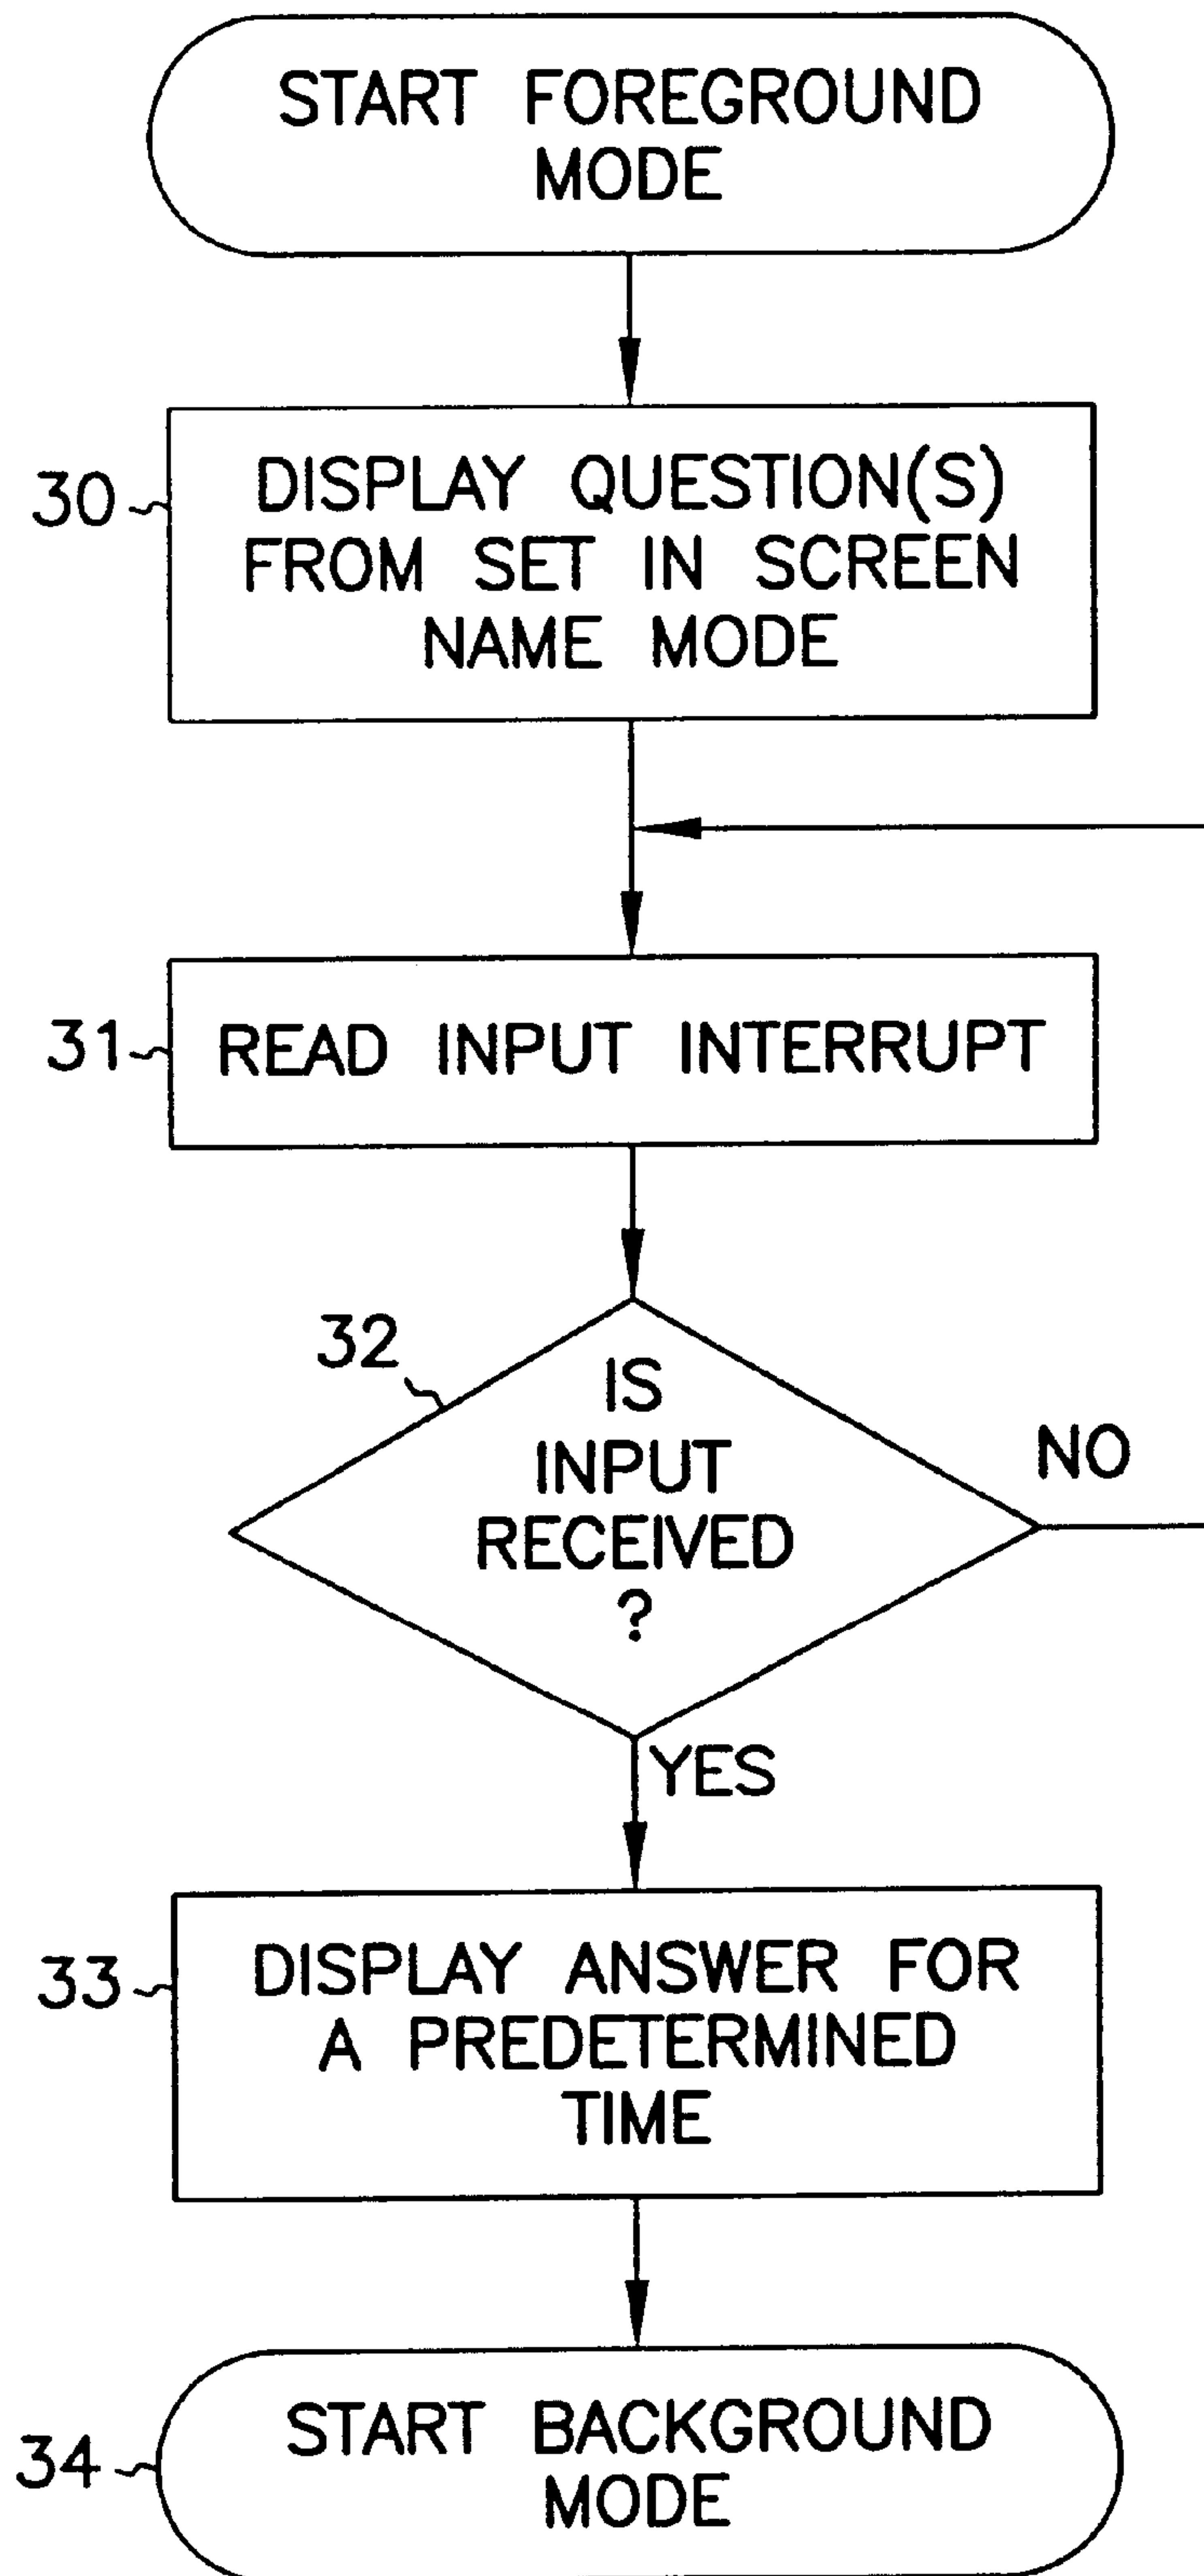 START FOREGROUND
MODE
30
DISPLAY QUESTION(S)
FROM SET IN SCREEN
NAME MODE
31
READ INPUT INTERRUPT
32
IS
INPUT
RECEIVED
?
NO
YES
33
DISPLAY ANSWER FOR
A PREDETERMINED
TIME
34
START BACKGROUND
MODE